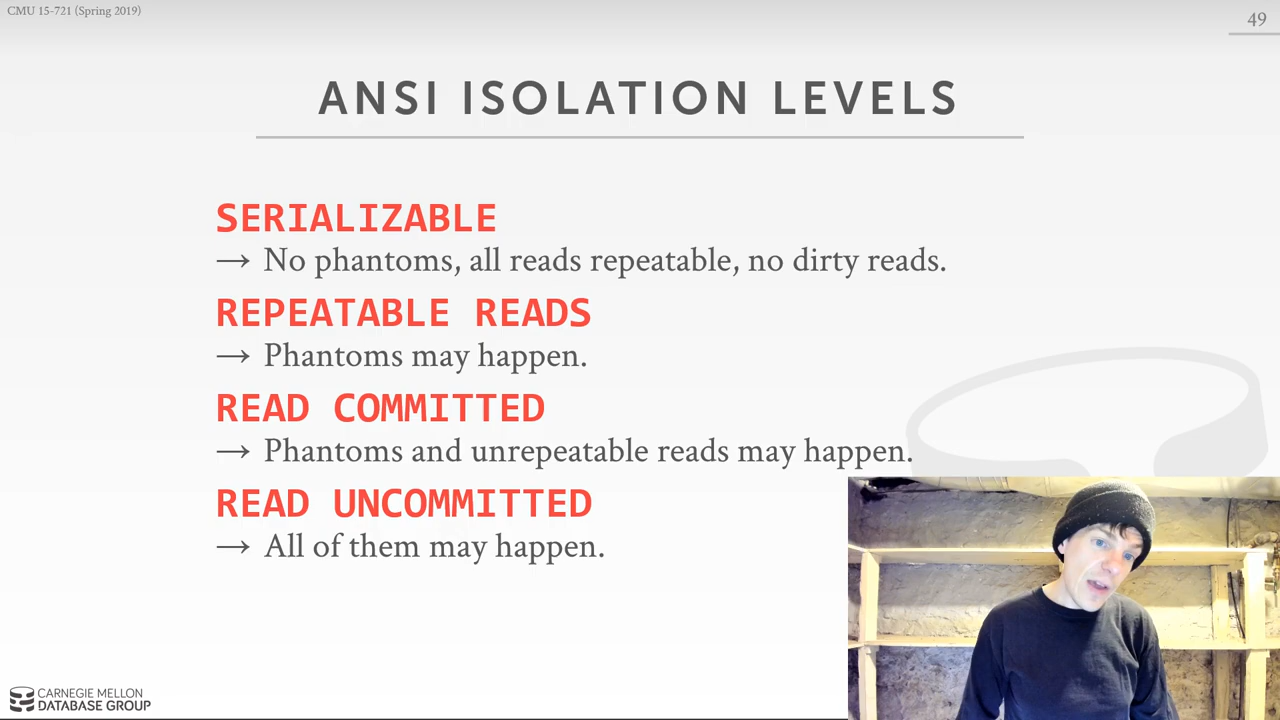 CMU 15-721 (Spring 2019)
49
ANSI ISOLATION LEVELS
SERIALIZABLE
→ No phantoms, all reads repeatable, no dirty reads.
REPEATABLE READS
→ Phantoms may happen.
READ COMMITTED
→ Phantoms and unrepeatable reads may happen.
READ UNCOMMITTED
→ All of them may happen.
CARNEGIE MELLON
DATABASE GROUP